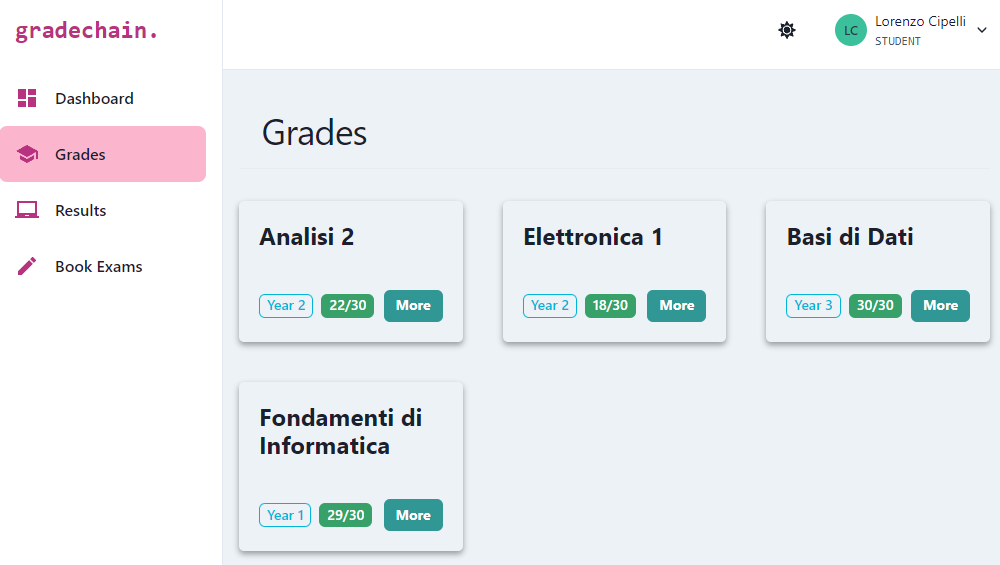 gradechain.
Dashboard
Grades
Results
Book Exams
LC
Lorenzo Cipelli
STUDENT
Grades
Analisi 2
Year 2 22/30 More
Elettronica 1
Year 2 18/30 More
Basi di Dati
Year 3 30/30 More
Fondamenti di
Informatica
Year 1 29/30 More